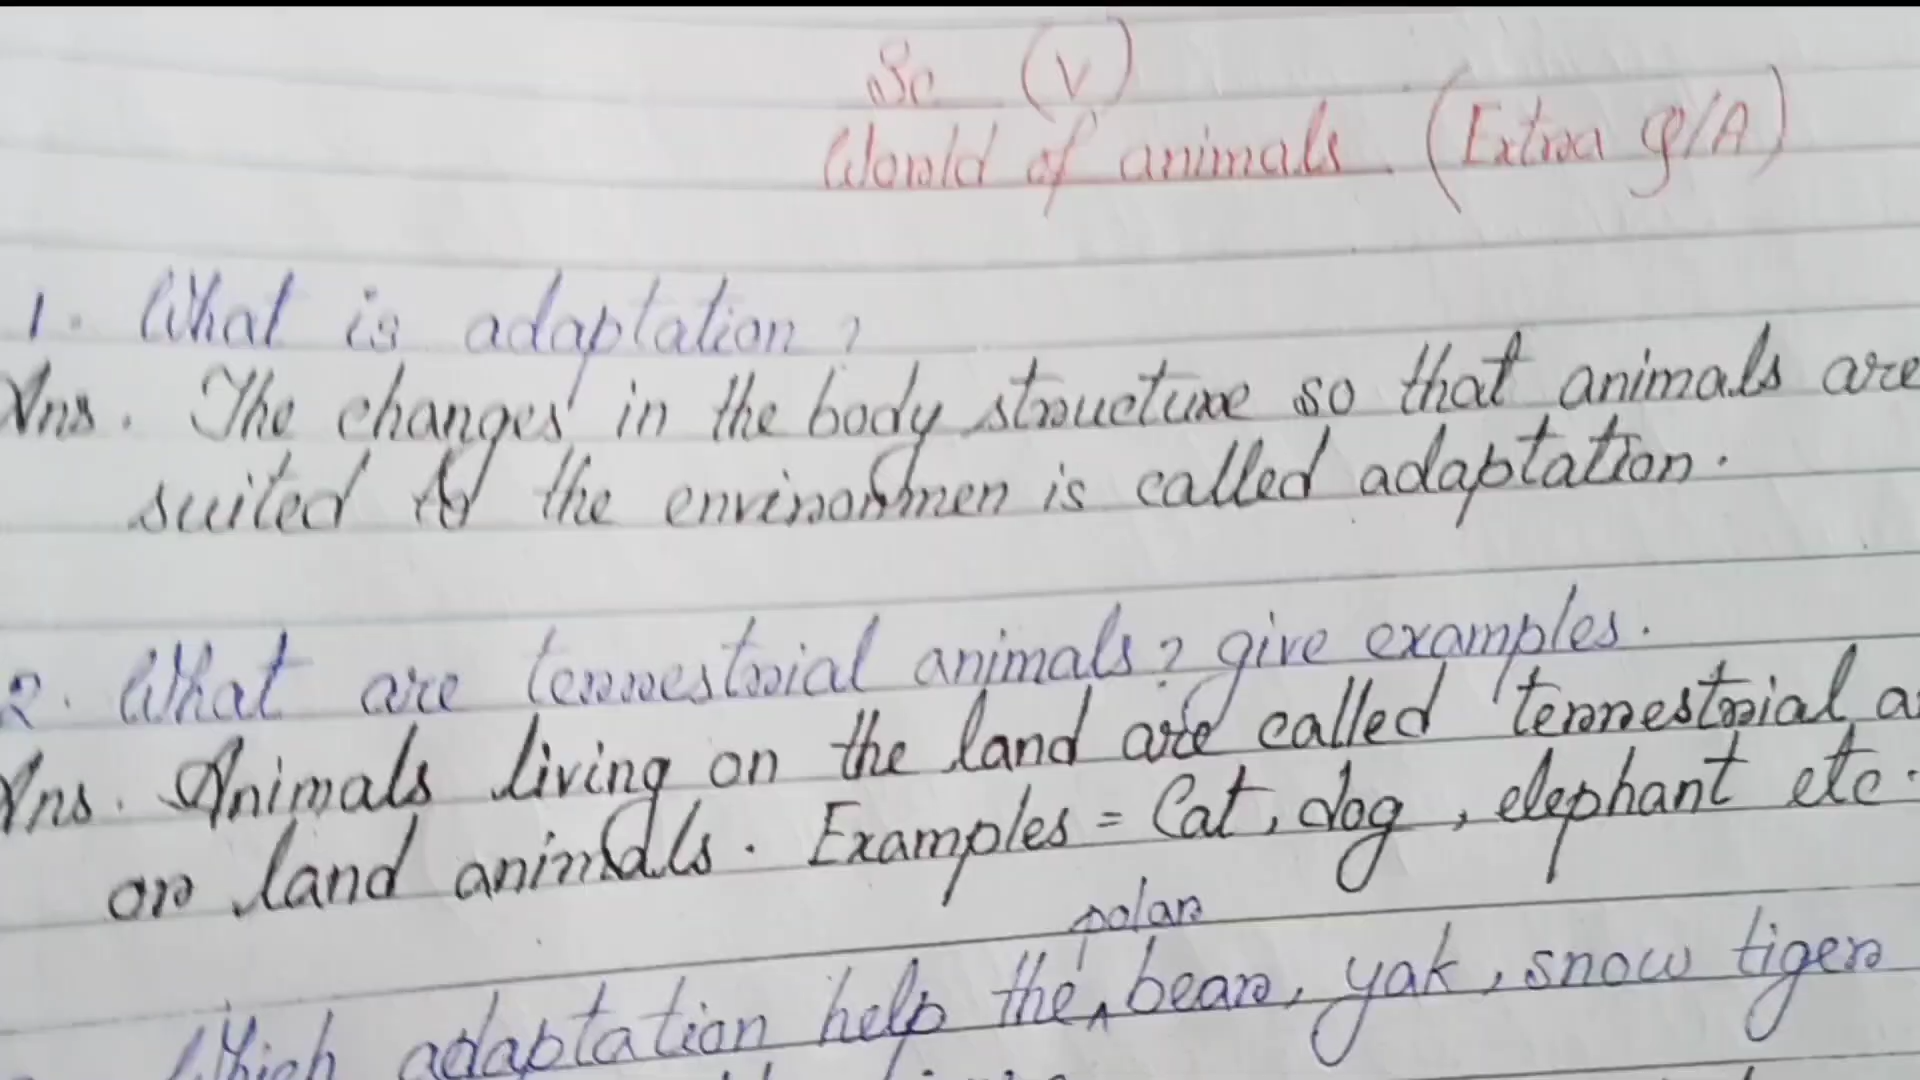 Sc (V)
World of animals. (Extra Q/A)
1. What is adaptation?
Ans. The changes in the body structure so that animals are
suited to the environmen is called adaptation.
2. What are terrestrial animals? give examples.
Ans. Animals living on the land are called terrestrial a
or land animals. Examples = Cat, dog, elephant etc.
polar
Which adaptation help the ^ bear, yak, snow tiger